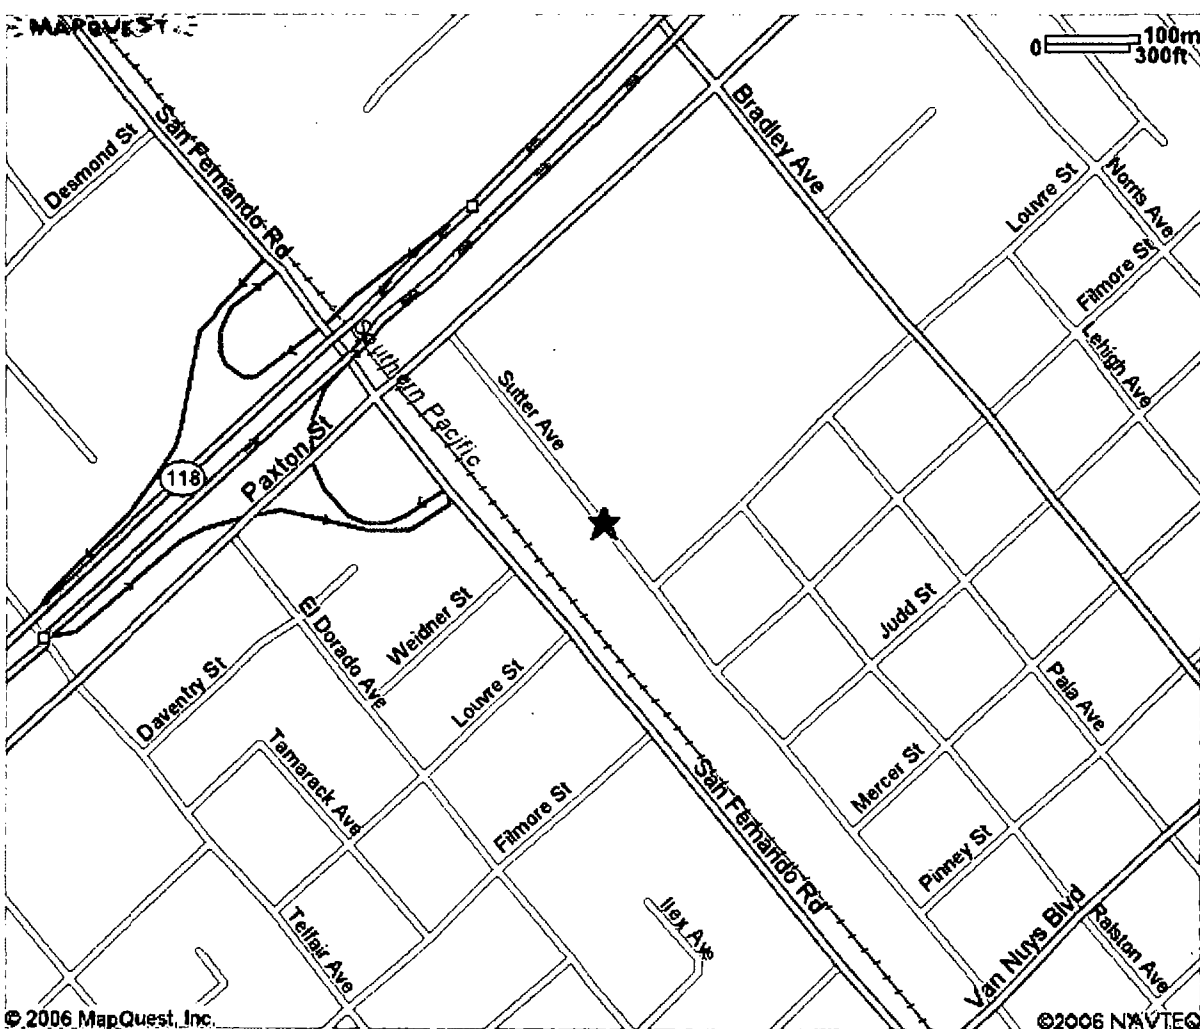 MAPQUEST
0
100m
300ft
San Fernando Rd
Desmond St
Bradley Ave
Louvre St
Norris Ave
Filmore St
Lehigh Ave
Southern Pacific
Sutter Ave
118
Paxton St
El Dorado Ave
Weidner St
Judd St
Daventry St
Louvre St
Pala Ave
Tamarack Ave
San Fernando Rd
Mercer St
Filmore St
Pinney St
Telfair Ave
Ilex Ave
Van Nuys Blvd
Ralston Ave
© 2006 MapQuest, Inc.
©2006 NAVTEQ